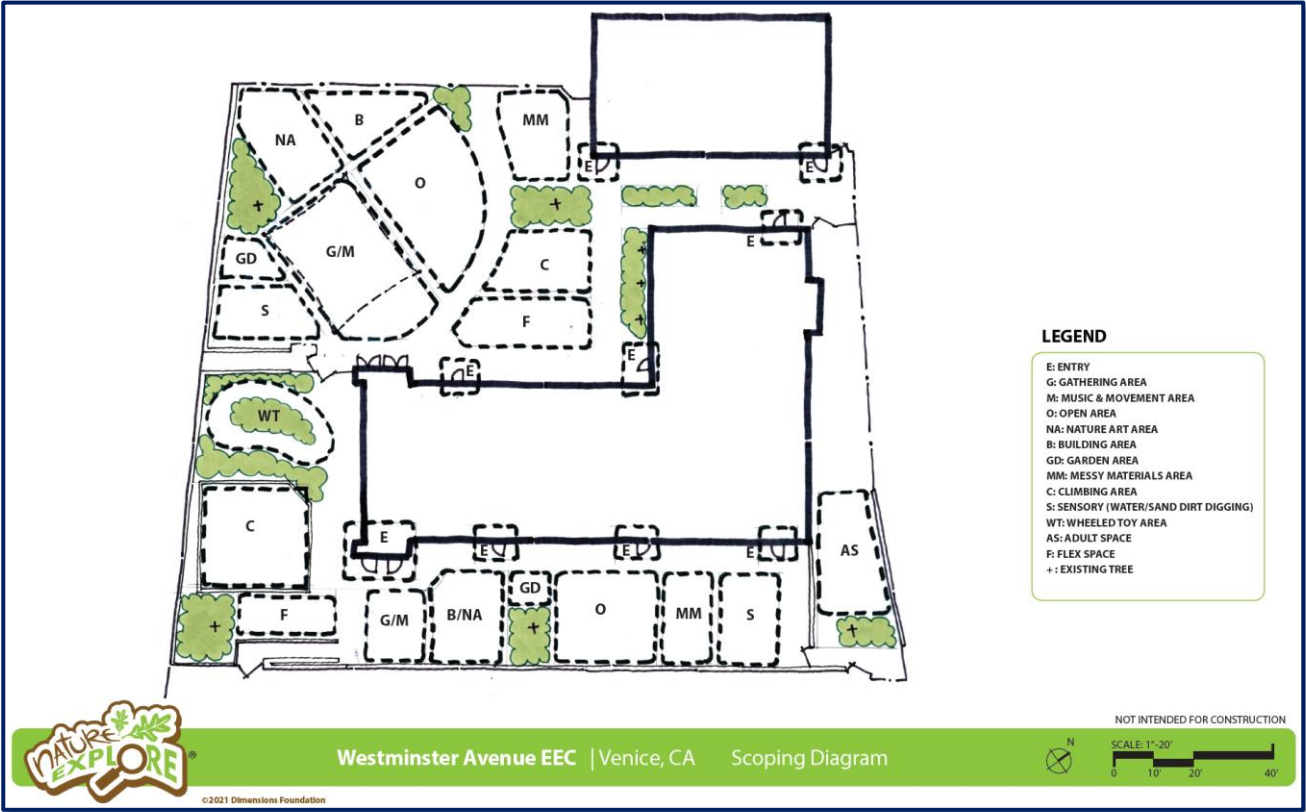 B
MM
NA
E
E
O
E
GD
G/M
C
S
F
E
E
WT
C
E
E
E
E
AS
GD
F
G/M
B/NA
O
MM
S
LEGEND
E: ENTRY
G: GATHERING AREA
M: MUSIC & MOVEMENT AREA
O: OPEN AREA
NA: NATURE ART AREA
B: BUILDING AREA
GD: GARDEN AREA
MM: MESSY MATERIALS AREA
C: CLIMBING AREA
S: SENSORY (WATER/SAND DIRT DIGGING)
WT: WHEELED TOY AREA
AS: ADULT SPACE
F: FLEX SPACE
+ : EXISTING TREE
NOT INTENDED FOR CONSTRUCTION
NATURE
EXPLORE®
Westminster Avenue EEC | Venice, CA Scoping Diagram
N
SCALE: 1"-20'
0 10' 20' 40'
©2021 Dimensions Foundation